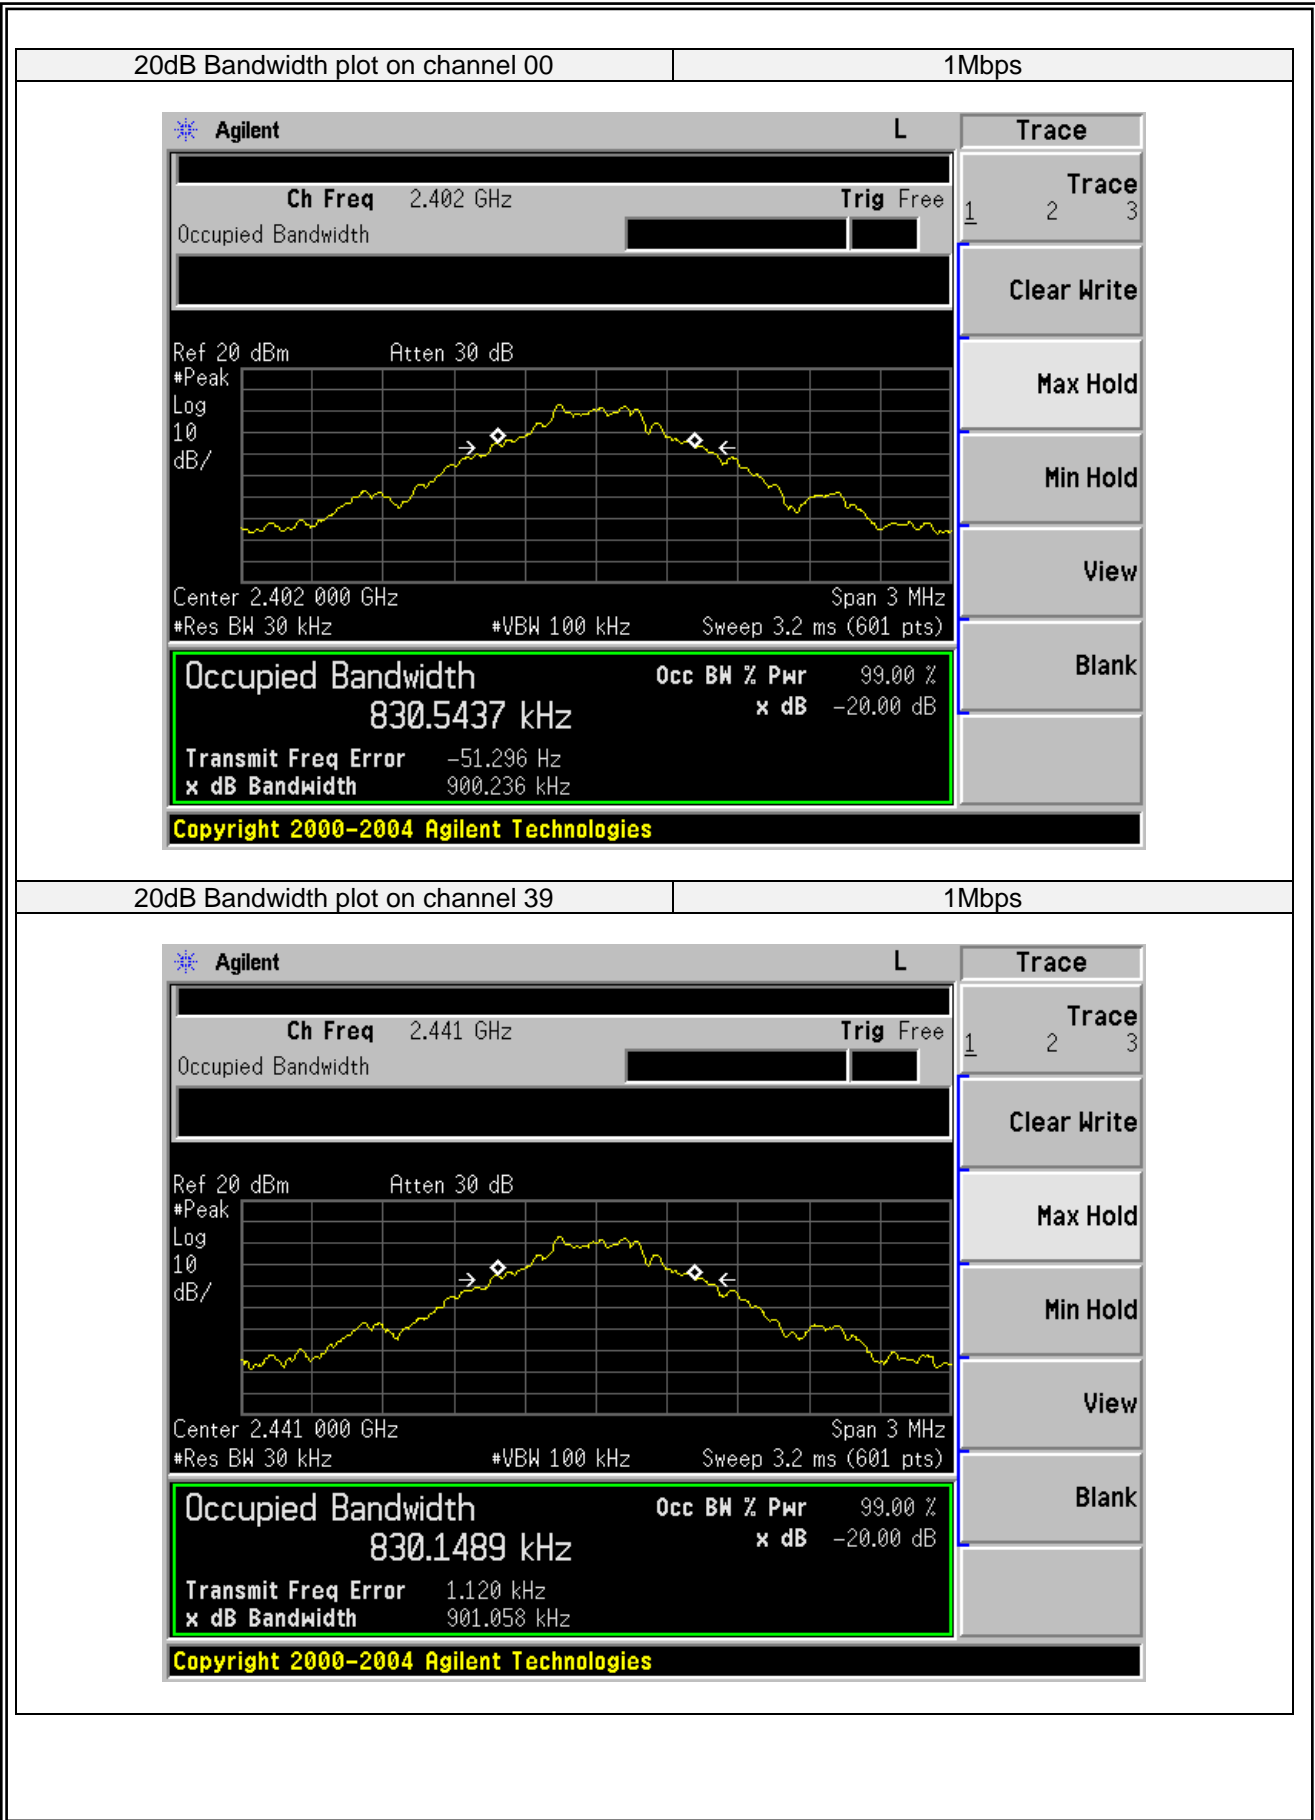 20dB Bandwidth plot on channel 00 1Mbps
Agilent L Trace
Ch Freq 2.402 GHz Trig Free
Occupied Bandwidth
Trace
1 2 3
Clear Write
Max Hold
Min Hold
View
Blank
Ref 20 dBm Atten 30 dB
#Peak
Log
10
dB/
Center 2.402 000 GHz Span 3 MHz
#Res BW 30 kHz #VBW 100 kHz Sweep 3.2 ms (601 pts)
Occupied Bandwidth Occ BW % Pwr 99.00 %
830.5437 kHz x dB -20.00 dB
Transmit Freq Error -51.296 Hz
x dB Bandwidth 900.236 kHz
Copyright 2000-2004 Agilent Technologies
20dB Bandwidth plot on channel 39 1Mbps
Agilent L Trace
Ch Freq 2.441 GHz Trig Free
Occupied Bandwidth
Trace
1 2 3
Clear Write
Max Hold
Min Hold
View
Blank
Ref 20 dBm Atten 30 dB
#Peak
Log
10
dB/
Center 2.441 000 GHz Span 3 MHz
#Res BW 30 kHz #VBW 100 kHz Sweep 3.2 ms (601 pts)
Occupied Bandwidth Occ BW % Pwr 99.00 %
830.1489 kHz x dB -20.00 dB
Transmit Freq Error 1.120 kHz
x dB Bandwidth 901.058 kHz
Copyright 2000-2004 Agilent Technologies